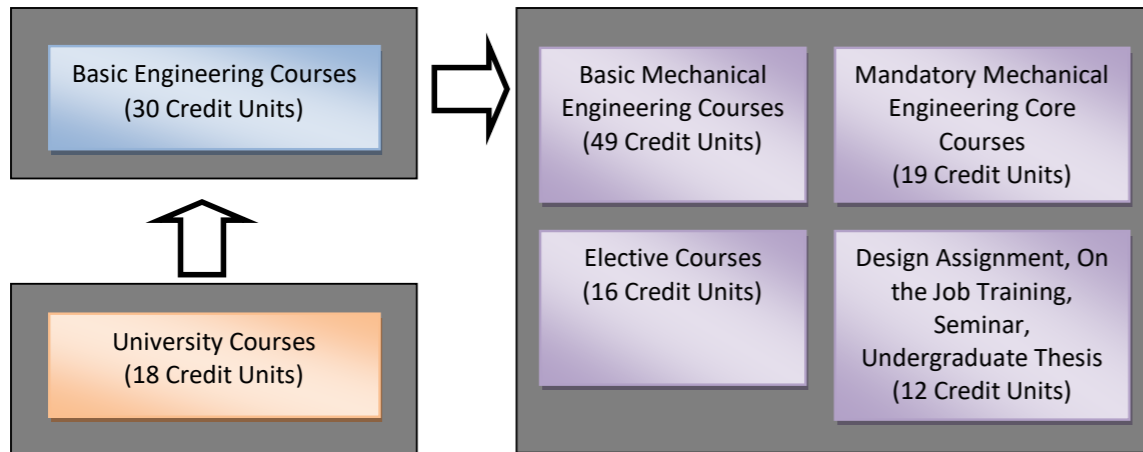 Basic Engineering Courses
(30 Credit Units)
University Courses
(18 Credit Units)
Basic Mechanical
Engineering Courses
(49 Credit Units)
Mandatory Mechanical
Engineering Core
Courses
(19 Credit Units)
Elective Courses
(16 Credit Units)
Design Assignment, On
the Job Training,
Seminar,
Undergraduate Thesis
(12 Credit Units)